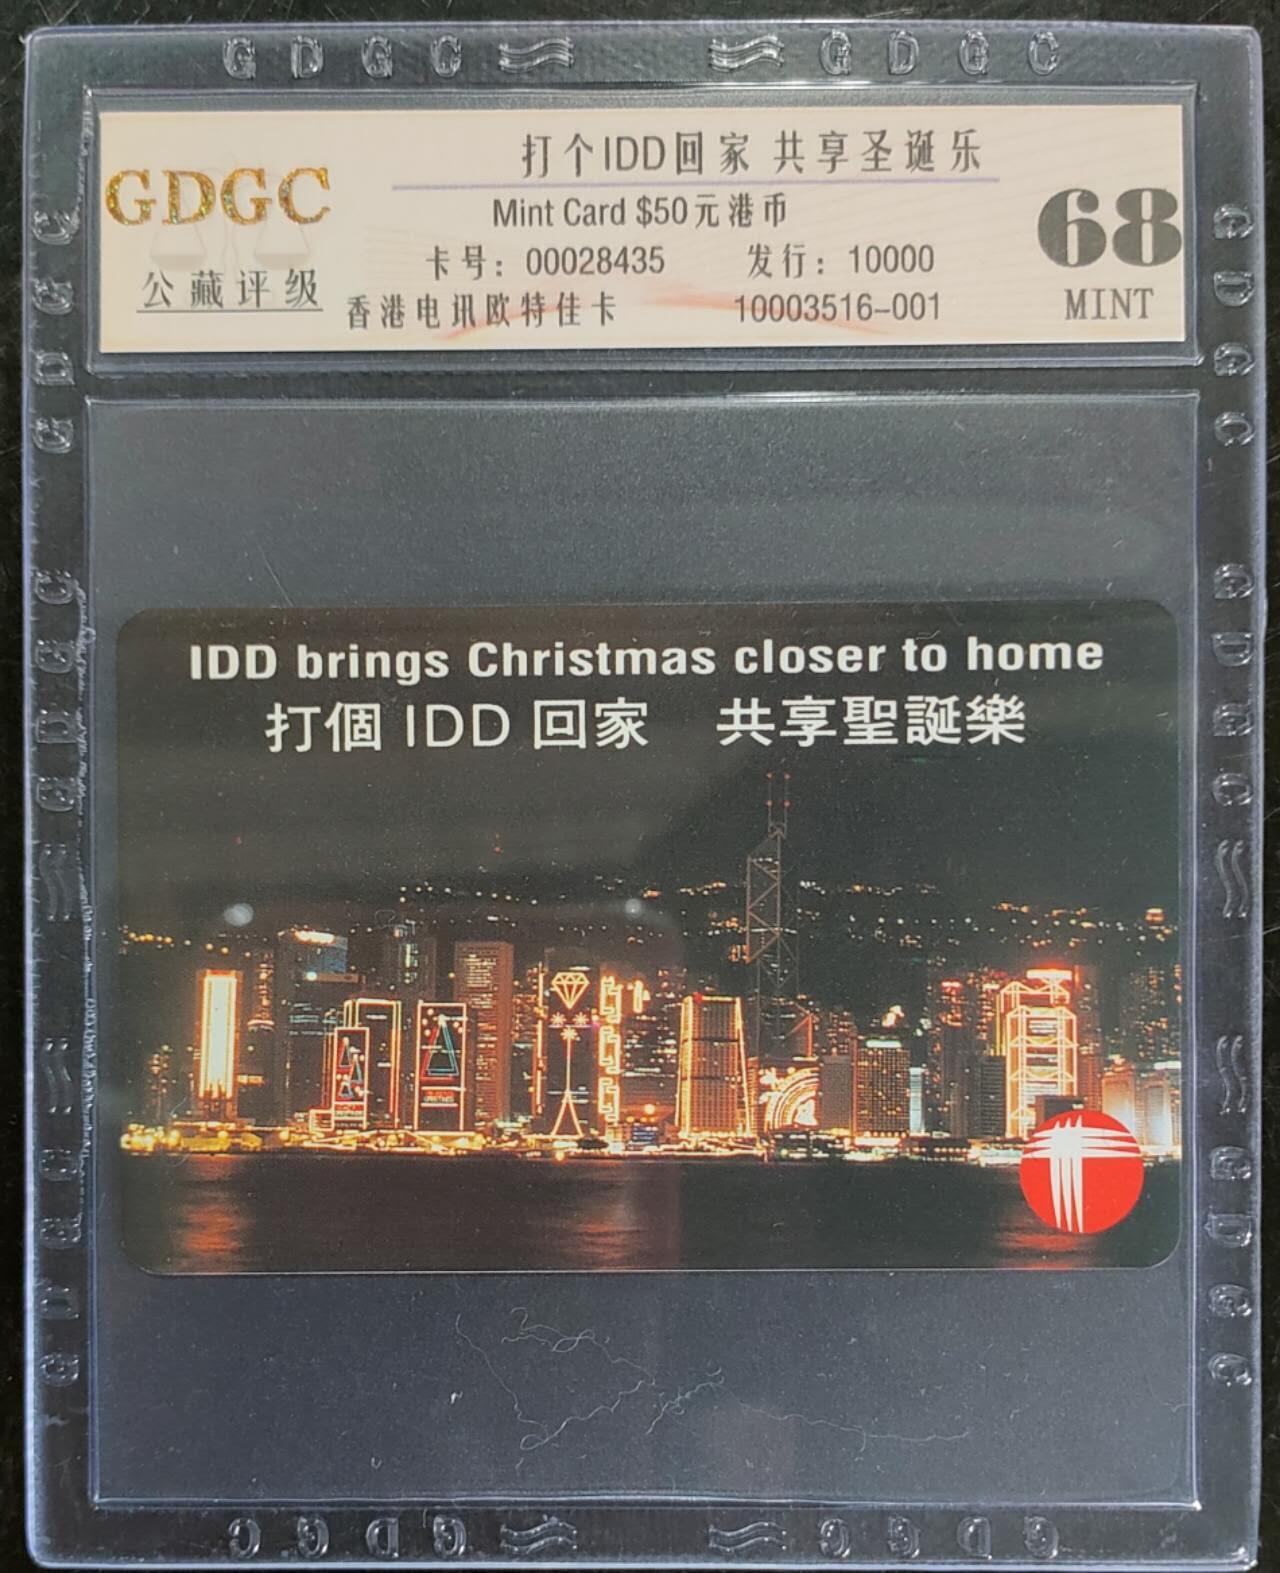 G D G C G D G C
打个IDD回家 共享圣诞乐
GDGC
Mint Card $50元港币
68
卡号：00028435 发行：10000
公藏评级
香港电讯欧特佳卡 10003516-001
MINT
IDD brings Christmas closer to home
打個 IDD 回家 共享聖誕樂
G D G C G D G C